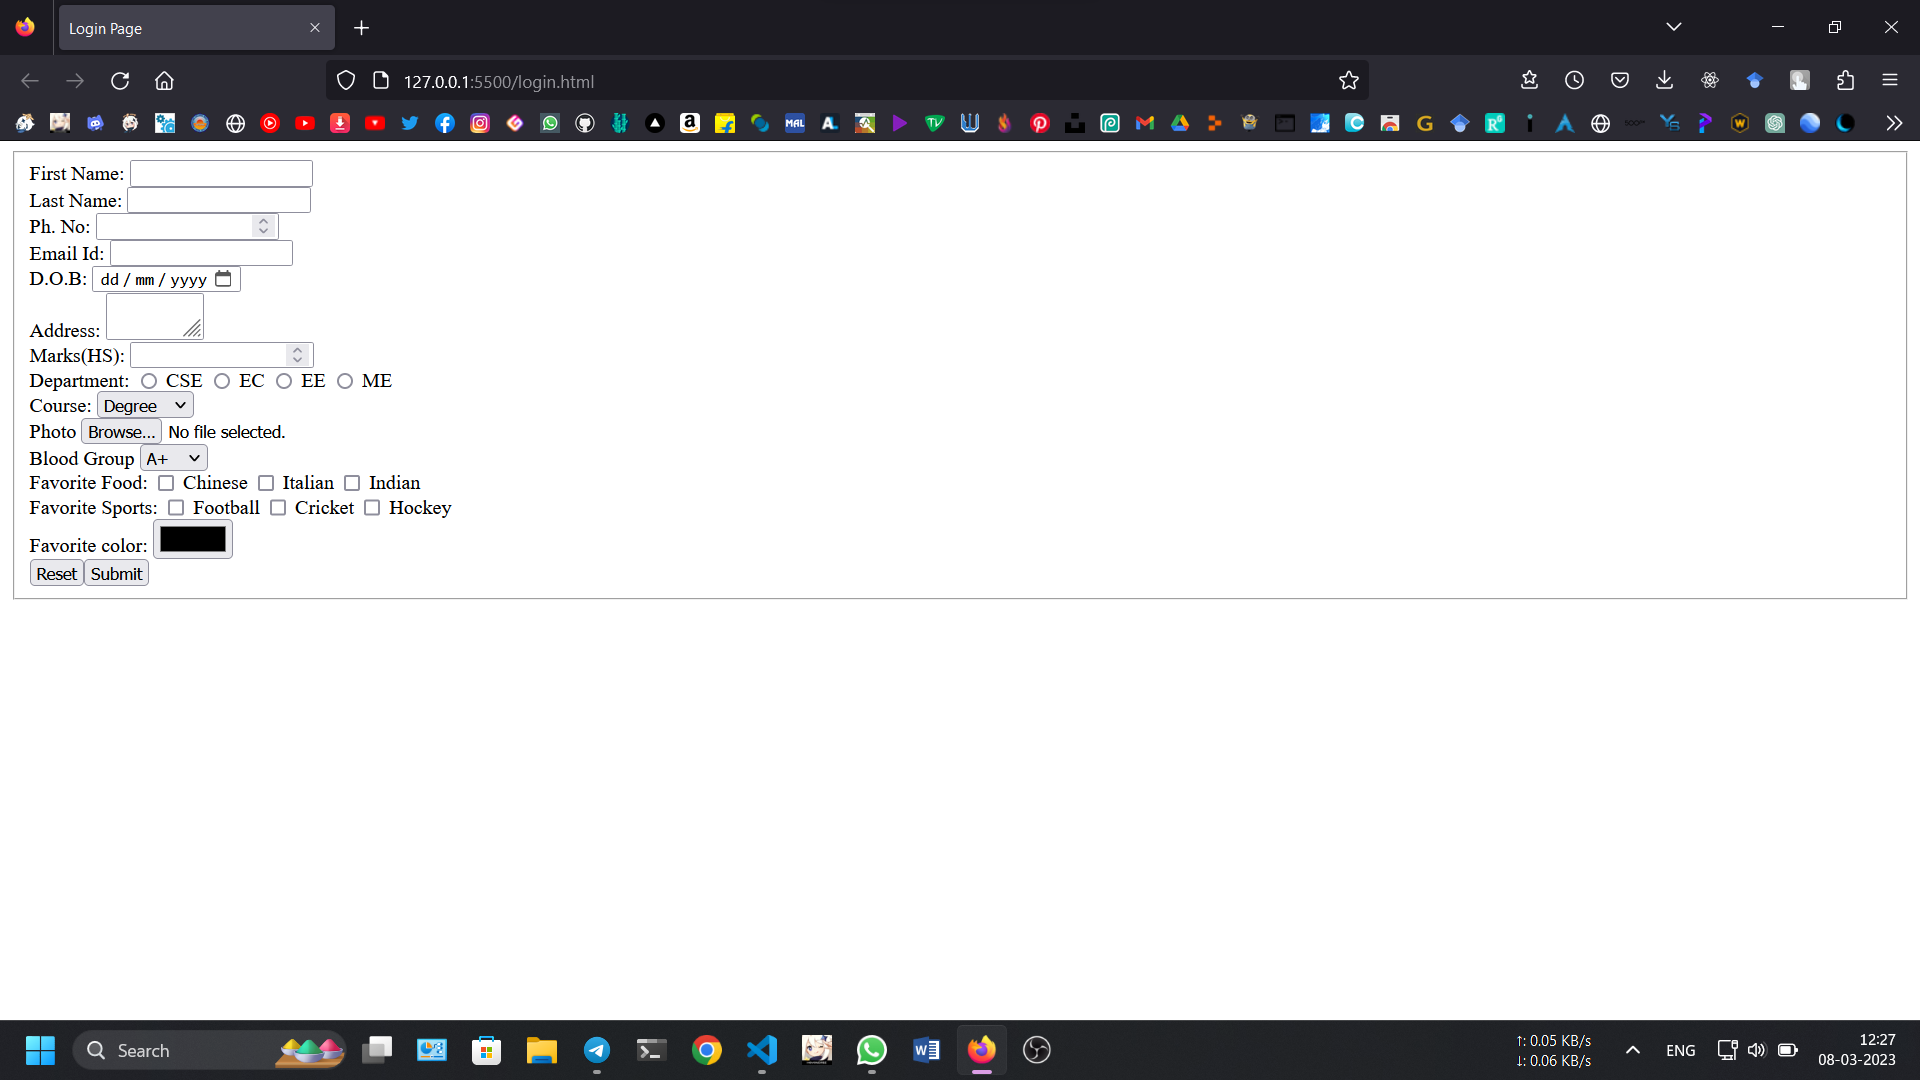 Login Page
127.0.0.1:5500/login.html
MAL AL TV G
First Name:
Last Name:
Ph. No:
Email Id:
D.O.B: dd / mm / yyyy
Address:
Marks(HS):
Department: CSE EC EE ME
Course: Degree
Photo Browse... No file selected.
Blood Group A+
Favorite Food: Chinese Italian Indian
Favorite Sports: Football Cricket Hockey
Favorite color:
Reset Submit
Search
↑: 0.05 KB/s
↓: 0.06 KB/s
ENG
12:27
08-03-2023